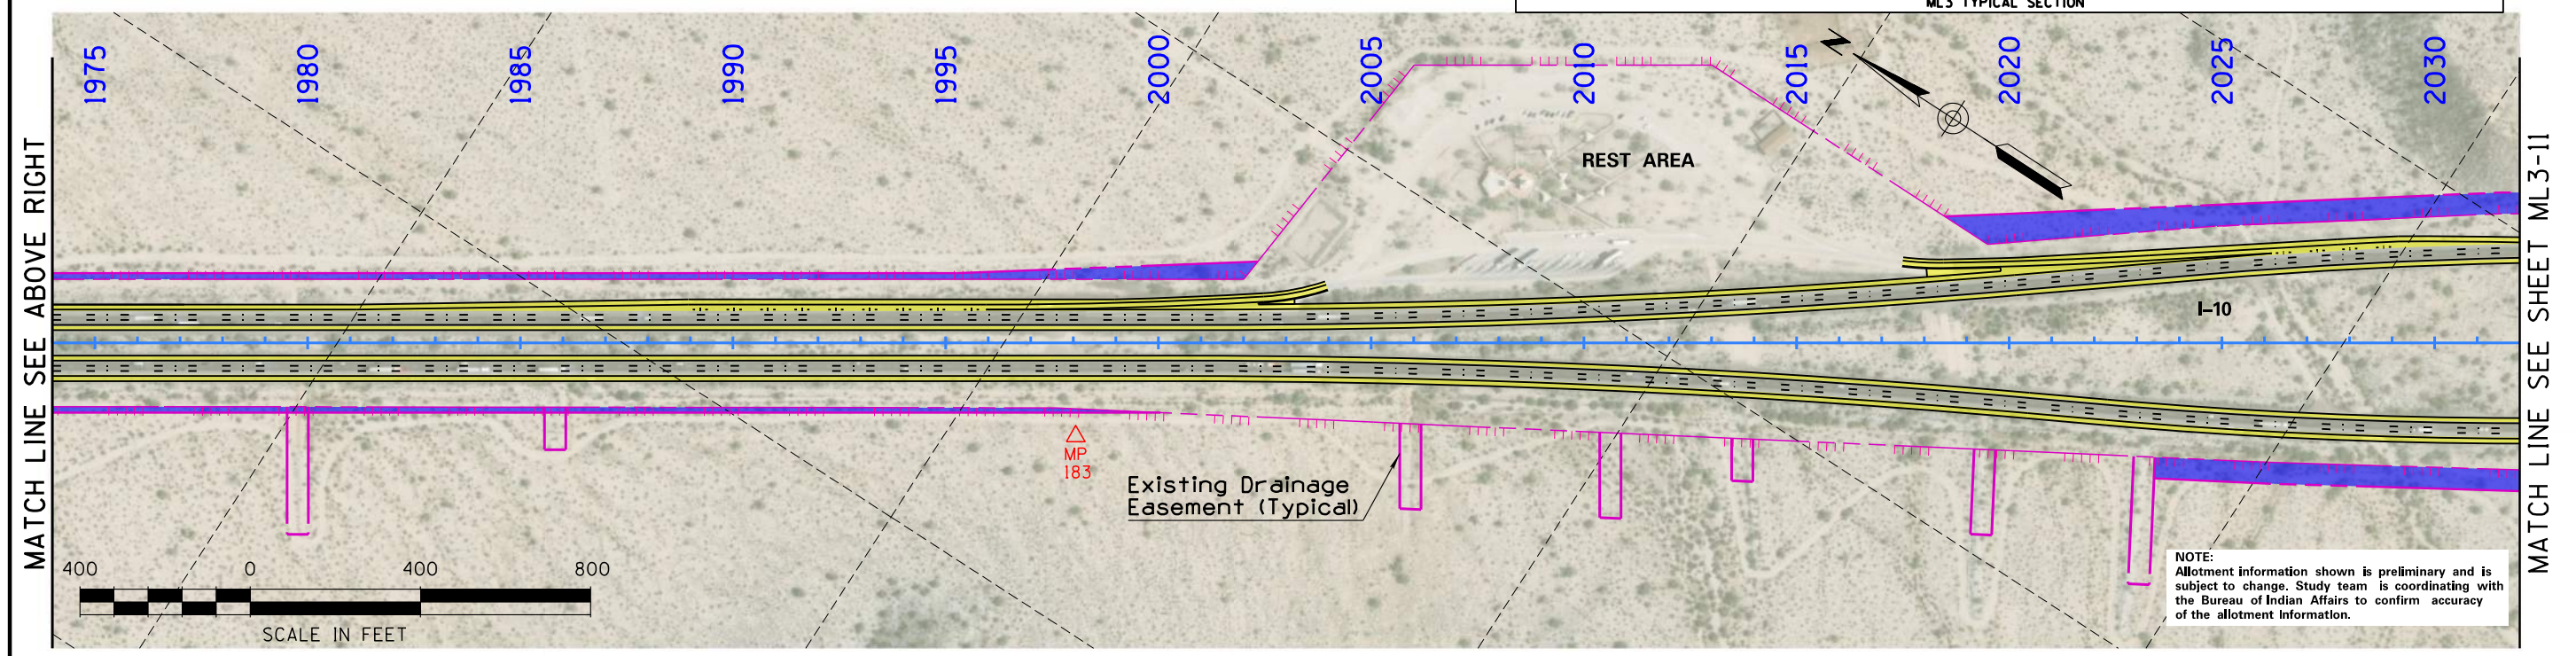 ML3 TYPICAL SECTION
1975
1980
1985
1990
1995
2000
2005
2010
2015
2020
2025
2030
N
REST AREA
MATCH LINE SEE ABOVE RIGHT
MATCH LINE SEE SHEET ML3-11
I-10
MP
183
Existing Drainage
Easement (Typical)
400 0 400 800
SCALE IN FEET
NOTE:
Allotment information shown is preliminary and is
subject to change. Study team is coordinating with
the Bureau of Indian Affairs to confirm accuracy
of the allotment Information.